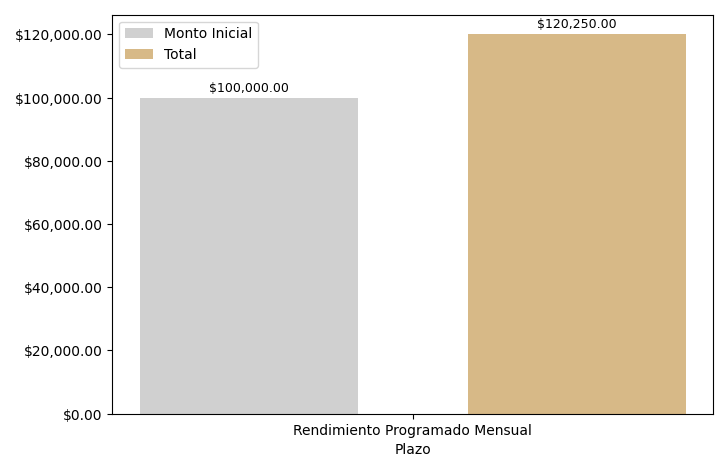 $120,000.00
$100,000.00
$80,000.00
$60,000.00
$40,000.00
$20,000.00
$0.00
Monto Inicial
Total
$100,000.00
$120,250.00
Rendimiento Programado Mensual
Plazo